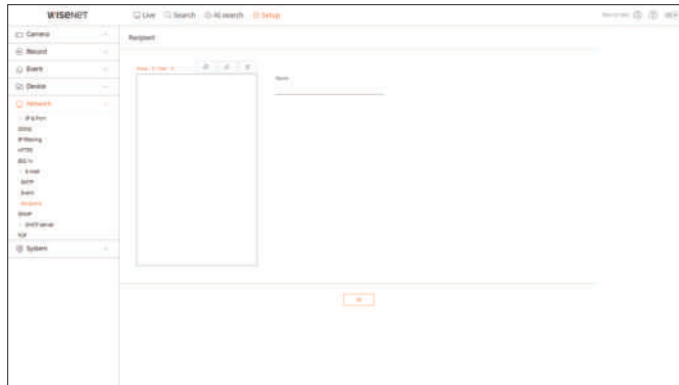 WISENET
Live Search AI search Setup
Camera
Record
Event
Device
Network
IP & Port
DDNS
IP filtering
HTTPS
802.1x
E-mail
SMTP
Event
Recipient
SNMP
DHCP server
TCP
System
Recipient
Name
OK